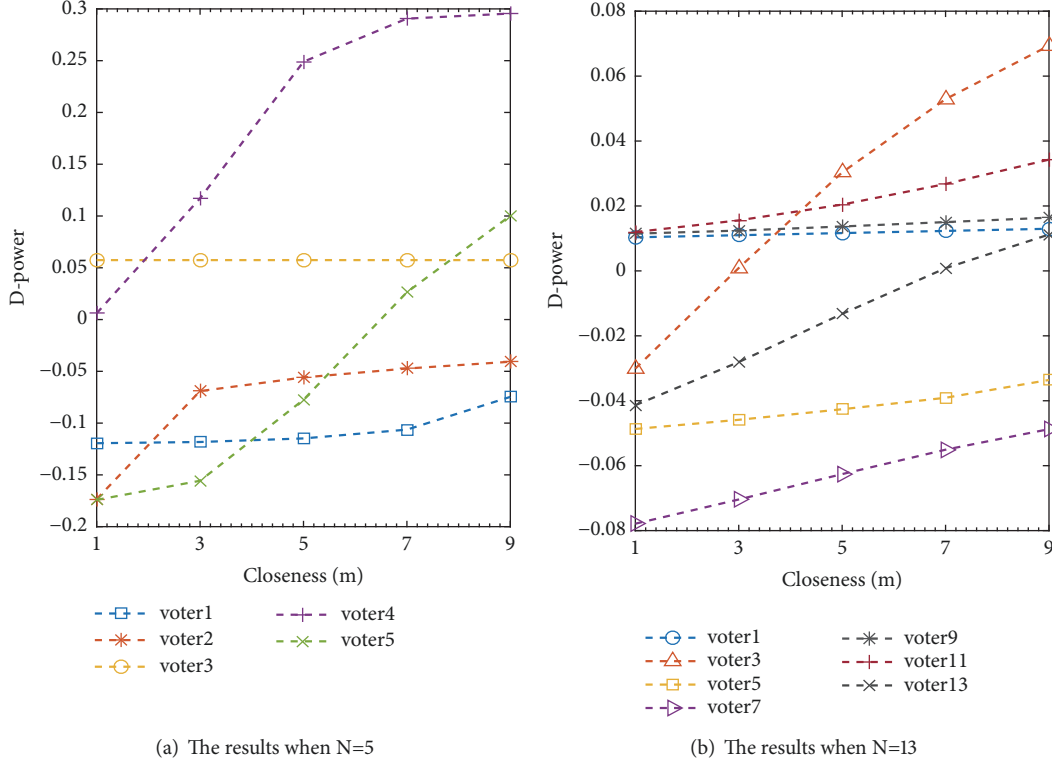 0.3
0.25
0.2
0.15
0.1
0.05
0
−0.05
−0.1
−0.15
−0.2
D-power
1 3 5 7 9
Closeness (m)
voter1 voter4
voter2 voter5
voter3
(a) The results when N=5
0.08
0.06
0.04
0.02
0
−0.02
−0.04
−0.06
−0.08
D-power
1 3 5 7 9
Closeness (m)
voter1 voter9
voter3 voter11
voter5 voter13
voter7
(b) The results when N=13